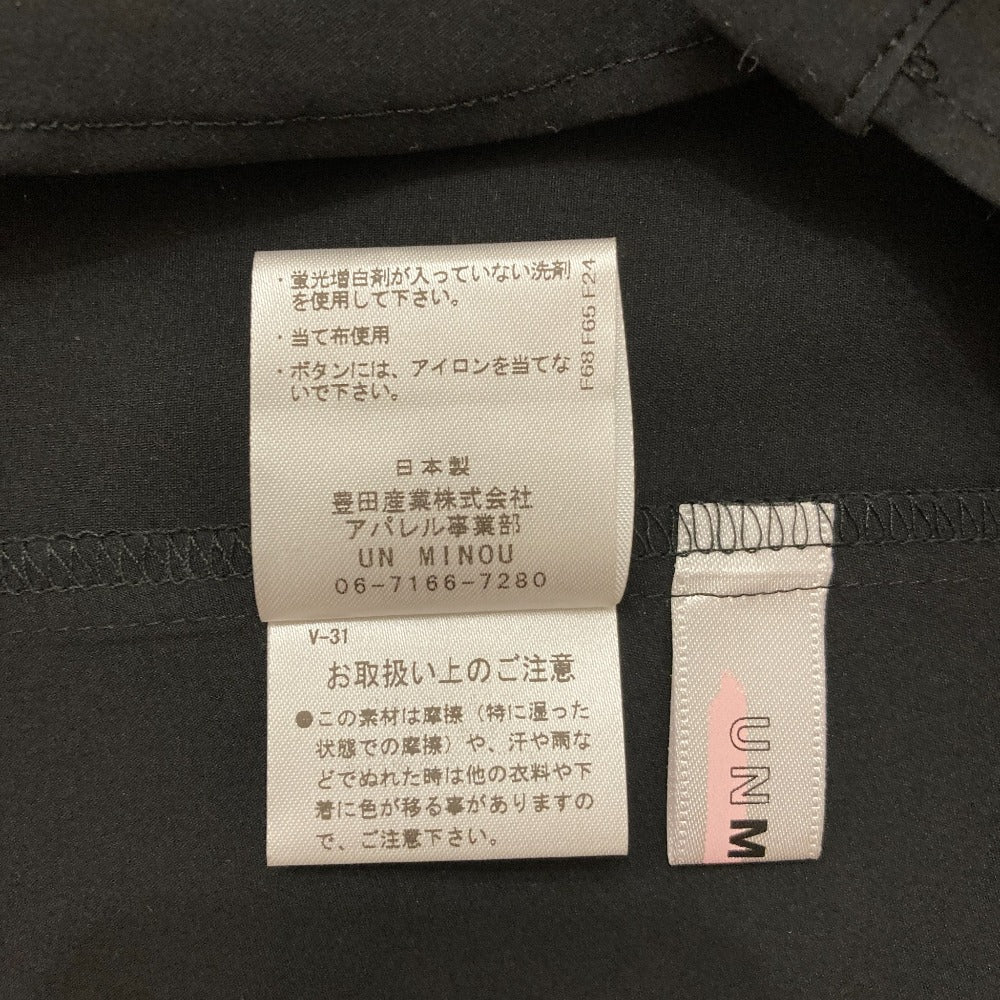 ・蛍光増白剤が入っていない洗剤
を使用して下さい。
・当て布使用
・ボタンには、アイロンを当てな
いで下さい。
F68 F65 F24
日本製
豊田産業株式会社
アパレル事業部
UN MINOU
06-7166-7280
V-31
お取扱い上のご注意
●この素材は摩擦（特に湿った
状態での摩擦）や、汗や雨な
どでぬれた時は他の衣料や下
着に色が移る事がありますの
で、ご注意下さい。
UNM